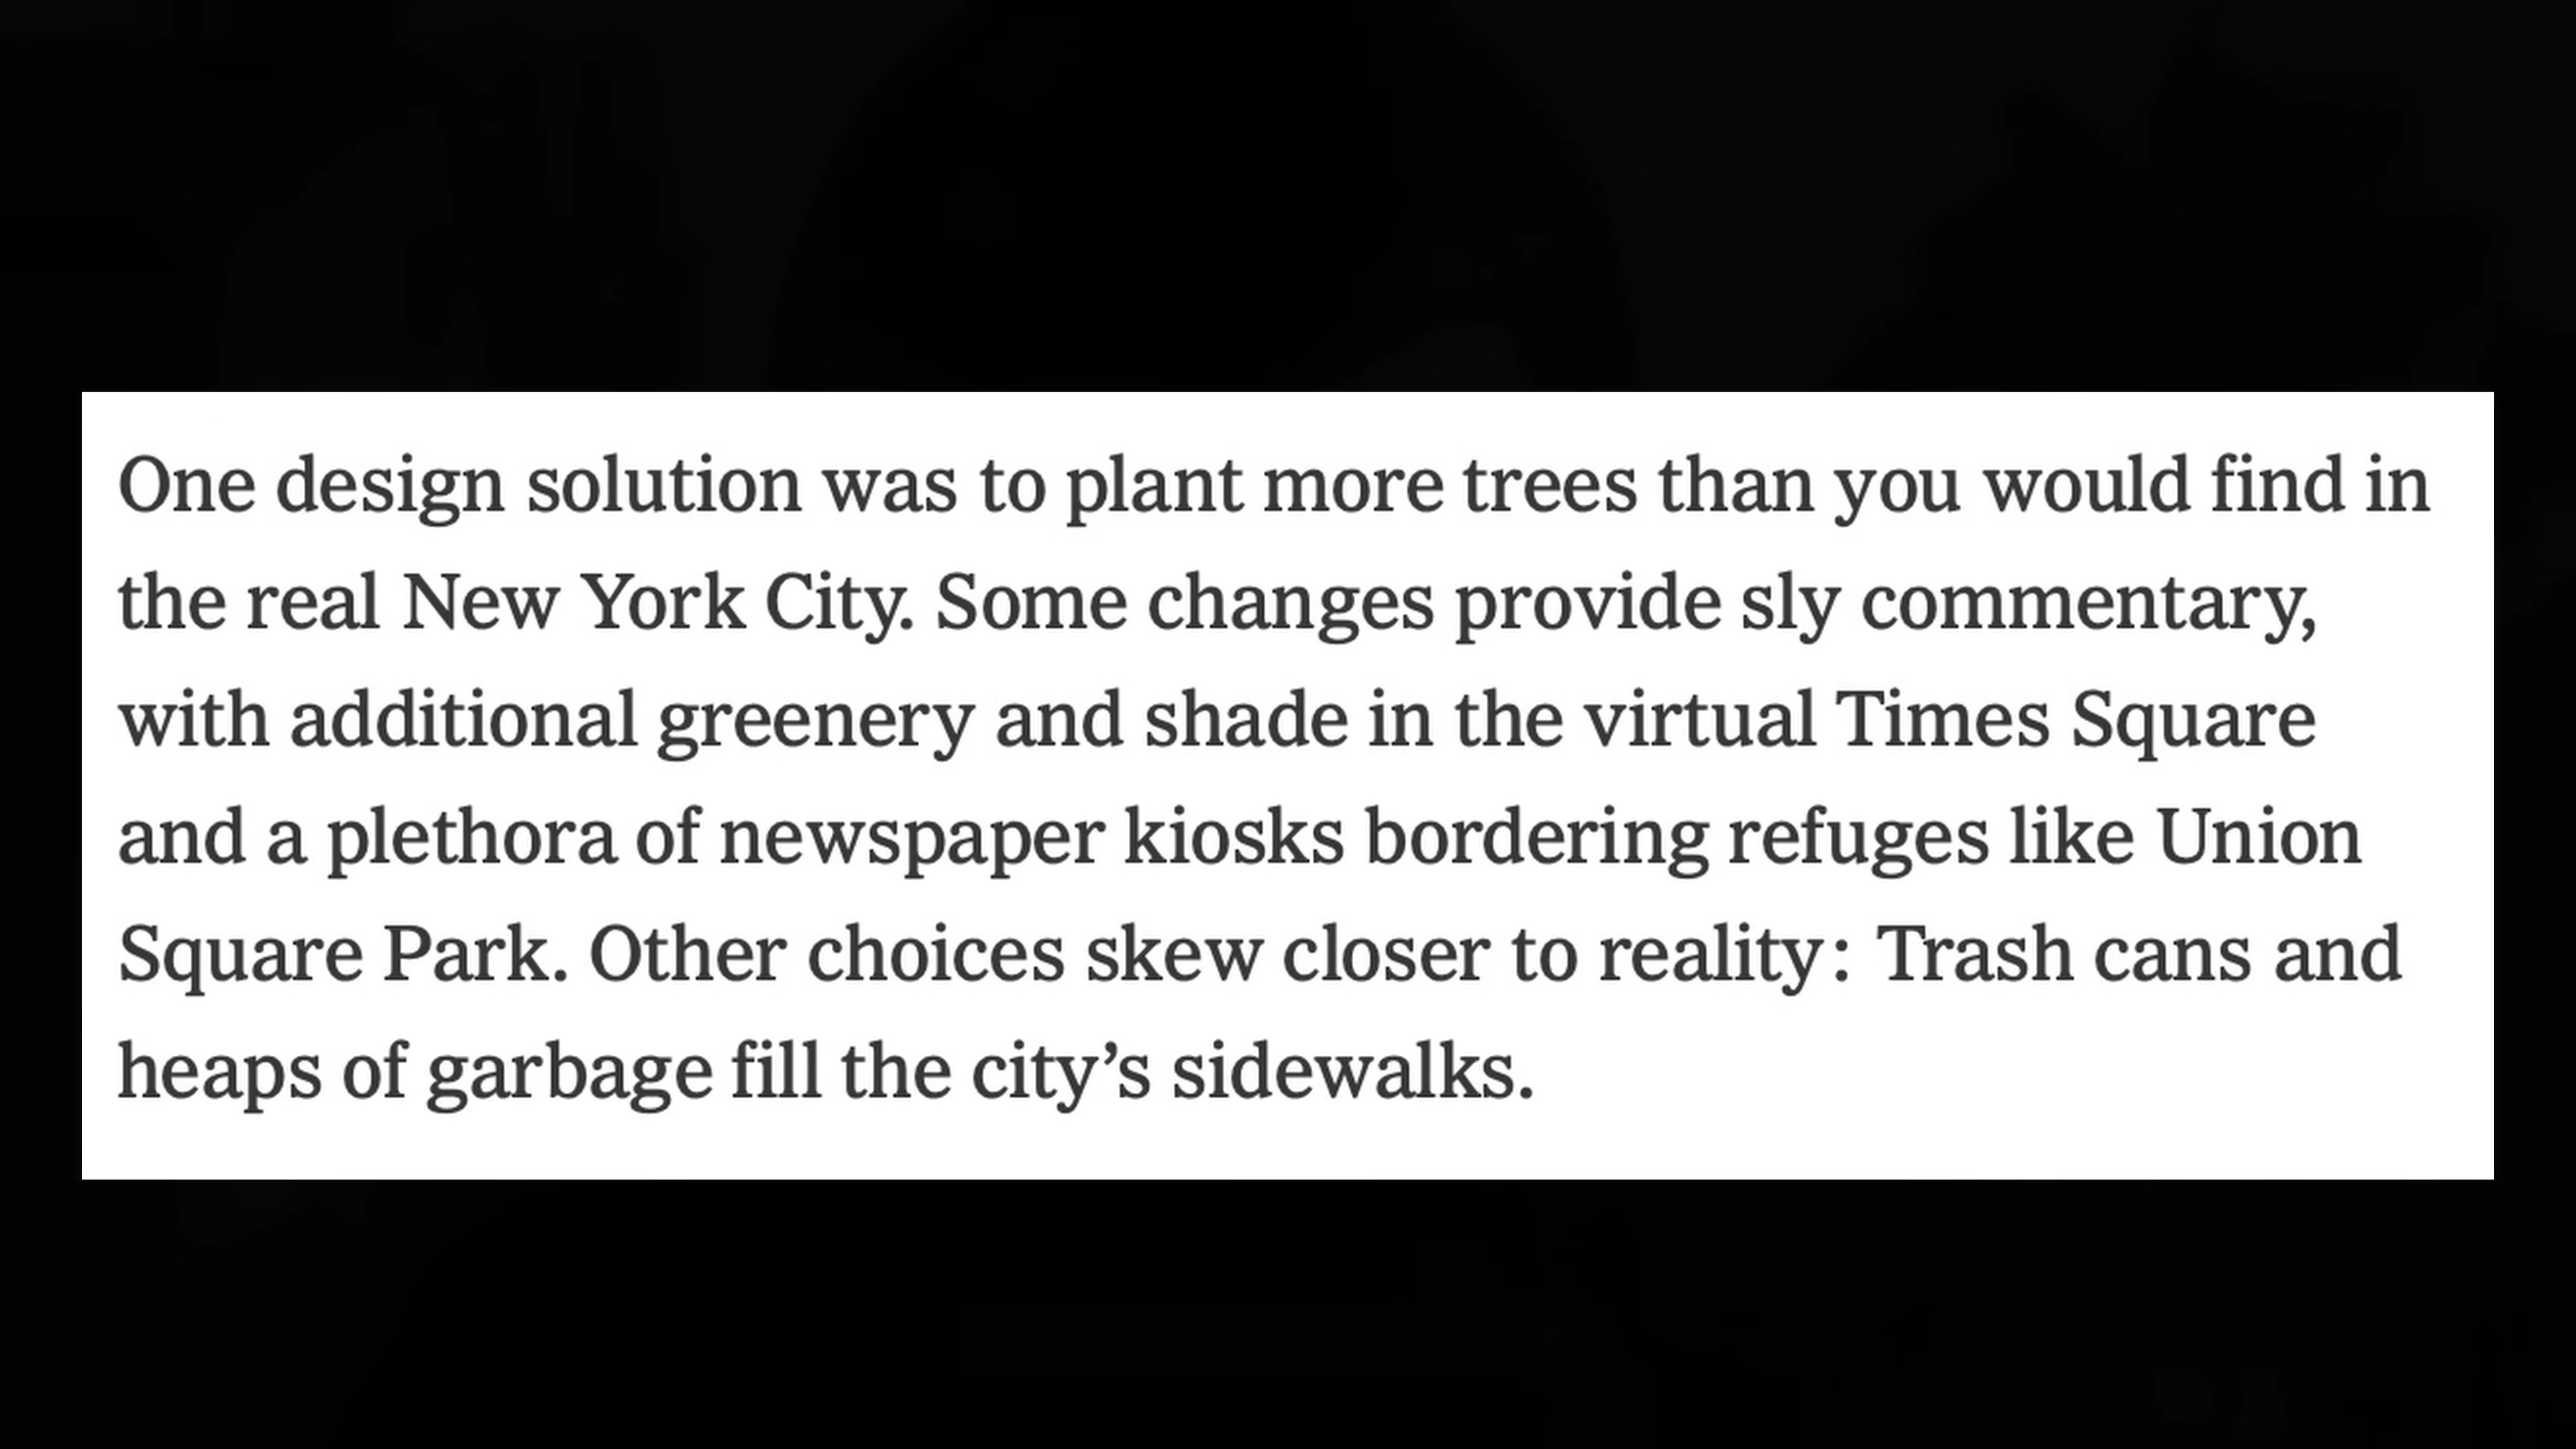 One design solution was to plant more trees than you would find in
the real New York City. Some changes provide sly commentary,
with additional greenery and shade in the virtual Times Square
and a plethora of newspaper kiosks bordering refuges like Union
Square Park. Other choices skew closer to reality: Trash cans and
heaps of garbage fill the city’s sidewalks.